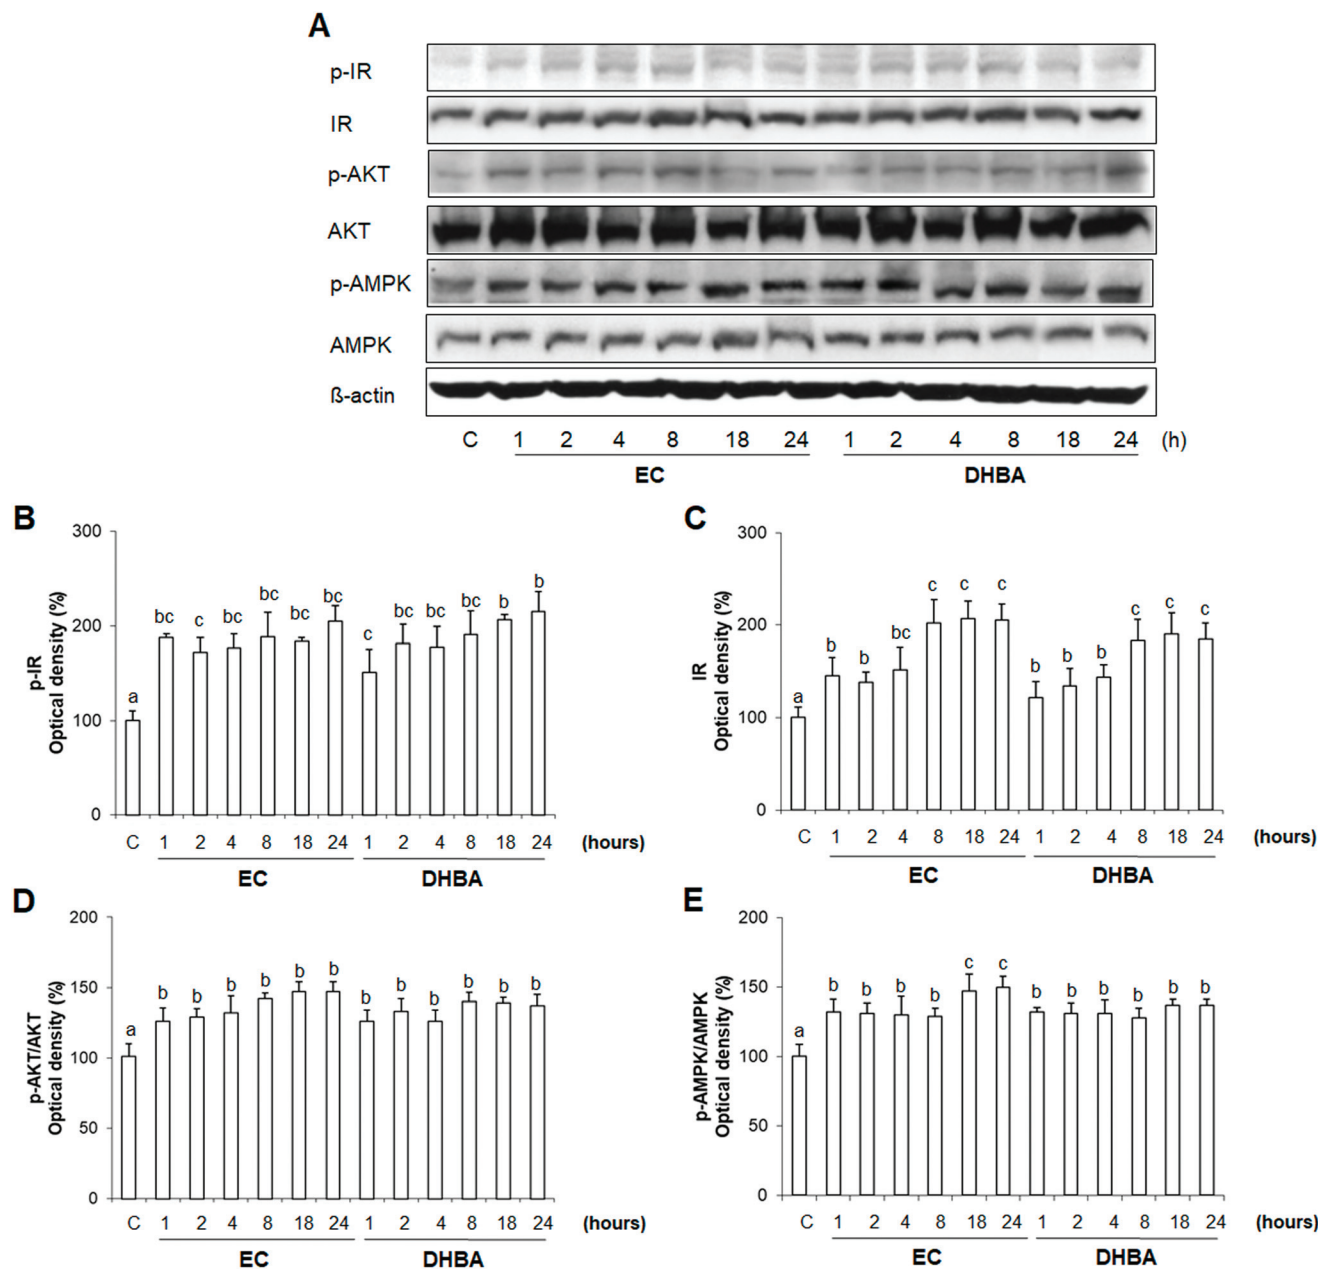 A
p-IR
IR
p-AKT
AKT
p-AMPK
AMPK
ß-actin
C 1 2 4 8 18 24 1 2 4 8 18 24 (h)
EC DHBA
B
p-IR
Optical density (%)
300
200
100
0
a bc c bc bc bc bc c bc bc bc b b
C 1 2 4 8 18 24 1 2 4 8 18 24 (hours)
EC DHBA
C
IR
Optical density (%)
300
200
100
0
a b b bc c c c b b b c c c
C 1 2 4 8 18 24 1 2 4 8 18 24 (hours)
EC DHBA
D
p-AKT/AKT
Optical density (%)
200
150
100
50
0
a b b b b b b b b b b b b
C 1 2 4 8 18 24 1 2 4 8 18 24 (hours)
EC DHBA
E
p-AMPK/AMPK
Optical density (%)
200
150
100
50
0
a b b b b c c b b b b b b
C 1 2 4 8 18 24 1 2 4 8 18 24 (hours)
EC DHBA